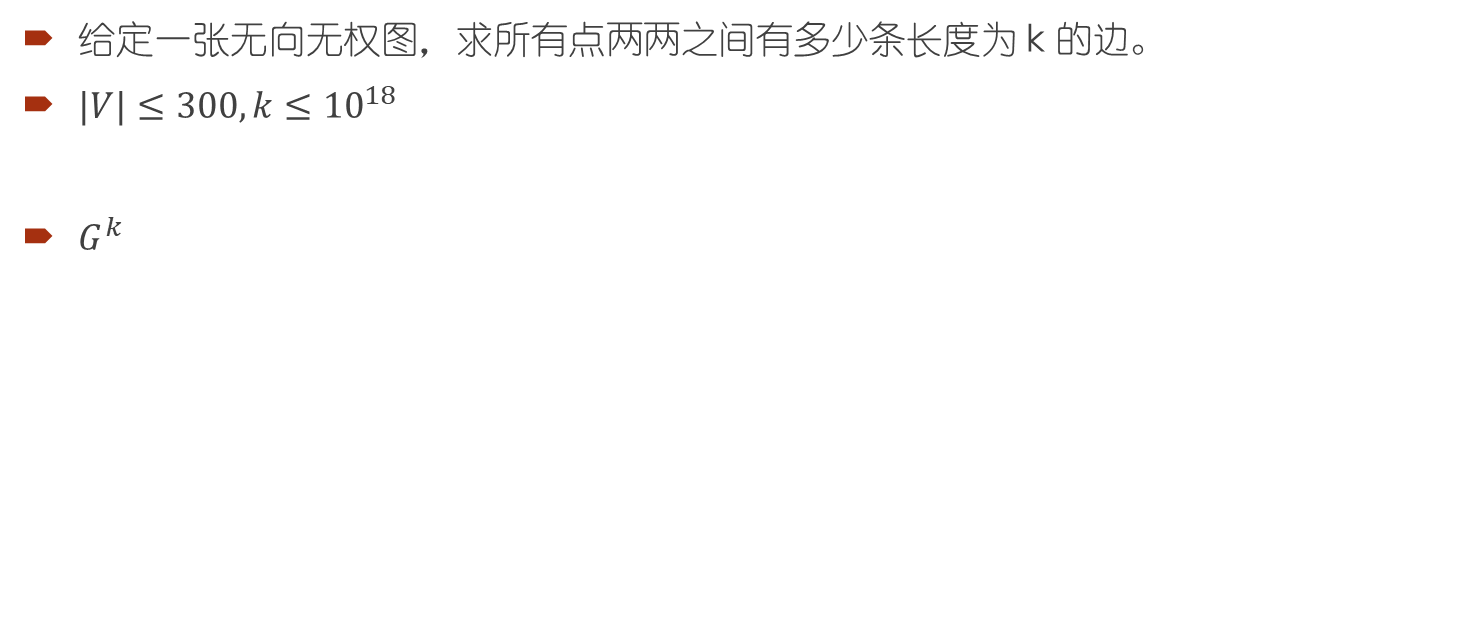 给定一张无向无权图，求所有点两两之间有多少条长度为 k 的边。
|V| ≤ 300, k ≤ 10^18
G^k